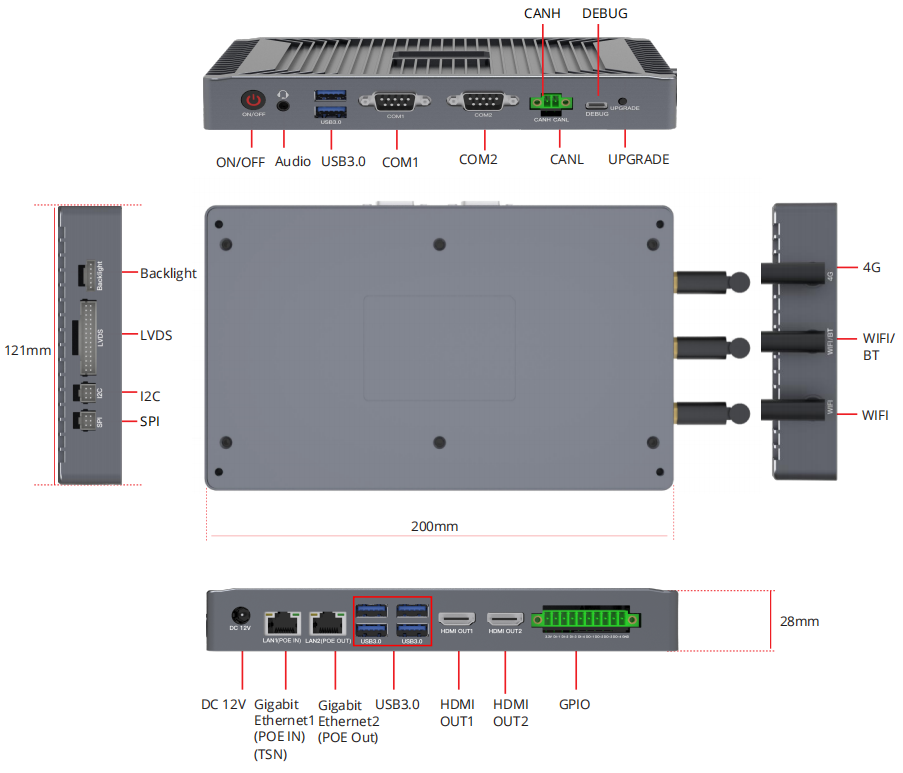 CANH
DEBUG
ON/OFF
USB3.0
COM1
COM2
CANH CANL
DEBUG
UPGRADE
ON/OFF
Audio
USB3.0
COM1
COM2
CANL
UPGRADE
Backlight
Backlight
LVDS
LVDS
I2C
I2C
SPI
SPI
121mm
4G
4G
WIFI/BT
WIFI/
BT
WIFI
WIFI
200mm
DC 12V
LAN1(POE IN)
LAN2(POE OUT)
USB3.0
USB3.0
HDMI OUT1
HDMI OUT2
28mm
DC 12V
Gigabit
Ethernet1
(POE IN)
(TSN)
Gigabit
Ethernet2
(POE Out)
USB3.0
HDMI
OUT1
HDMI
OUT2
GPIO